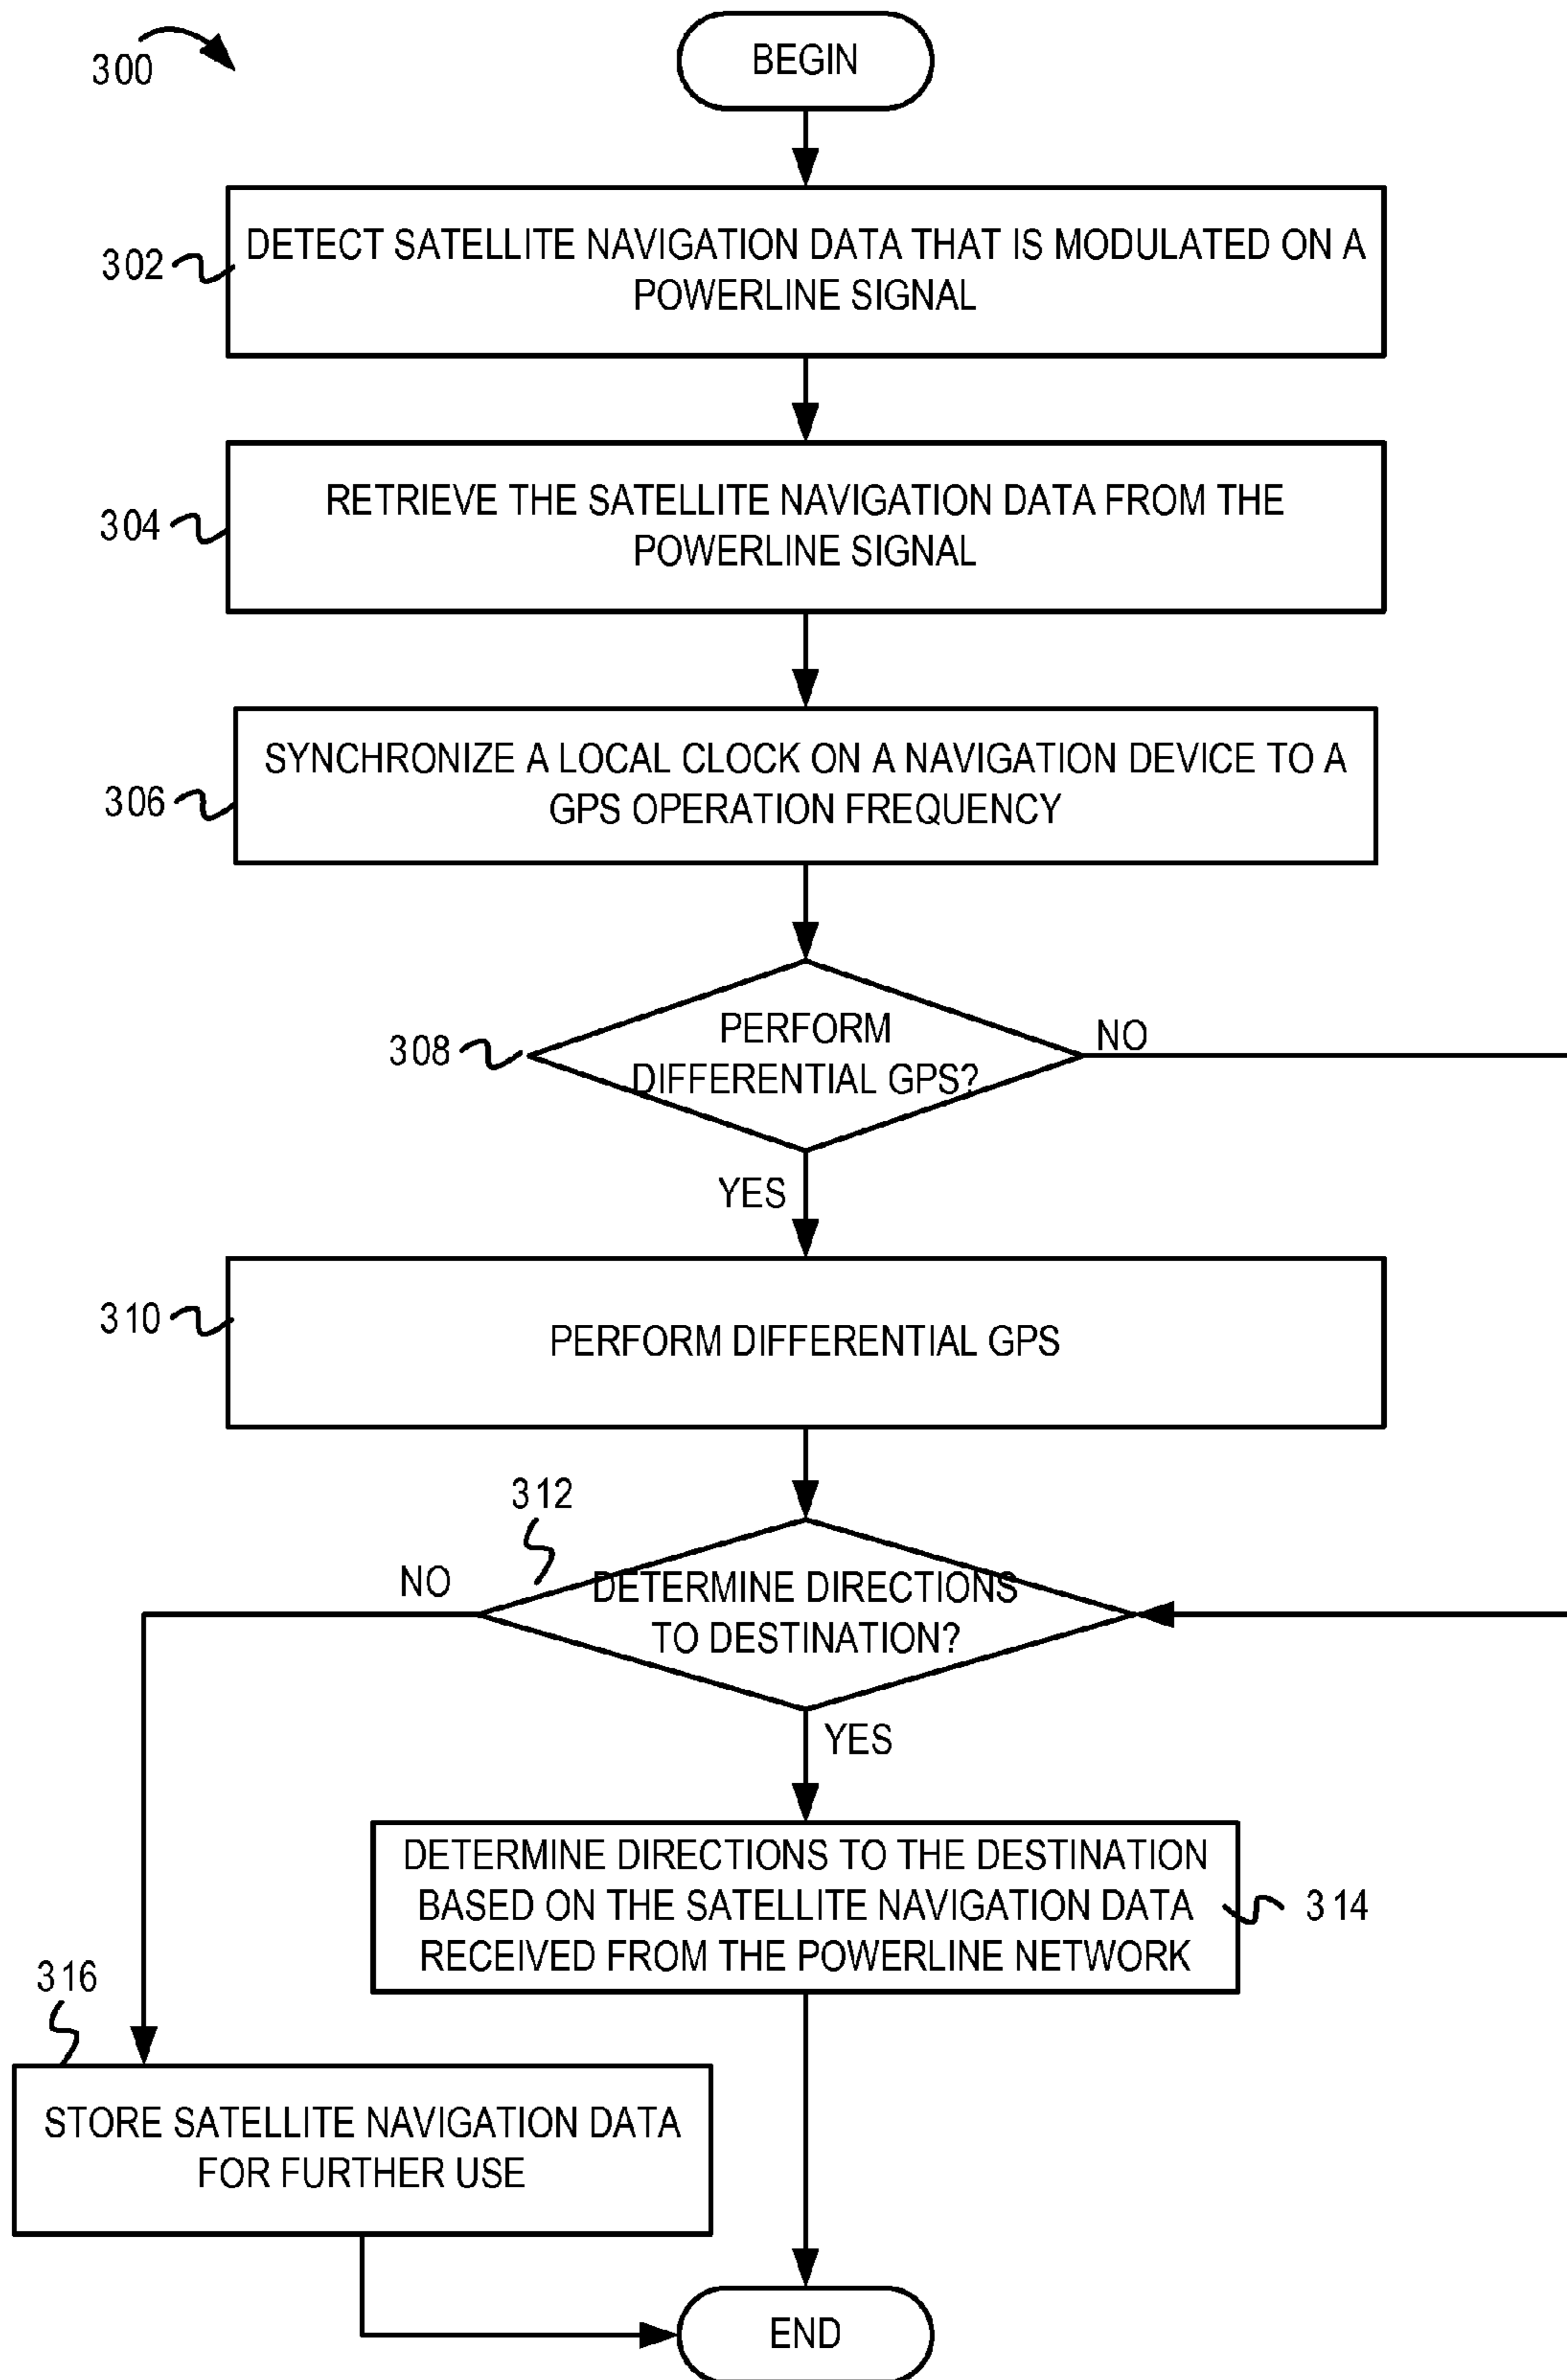 300
BEGIN
302
DETECT SATELLITE NAVIGATION DATA THAT IS MODULATED ON A
POWERLINE SIGNAL
304
RETRIEVE THE SATELLITE NAVIGATION DATA FROM THE
POWERLINE SIGNAL
306
SYNCHRONIZE A LOCAL CLOCK ON A NAVIGATION DEVICE TO A
GPS OPERATION FREQUENCY
308
PERFORM
DIFFERENTIAL GPS?
NO
YES
310
PERFORM DIFFERENTIAL GPS
312
NO
DETERMINE DIRECTIONS
TO DESTINATION?
YES
DETERMINE DIRECTIONS TO THE DESTINATION
BASED ON THE SATELLITE NAVIGATION DATA
RECEIVED FROM THE POWERLINE NETWORK
314
316
STORE SATELLITE NAVIGATION DATA
FOR FURTHER USE
END